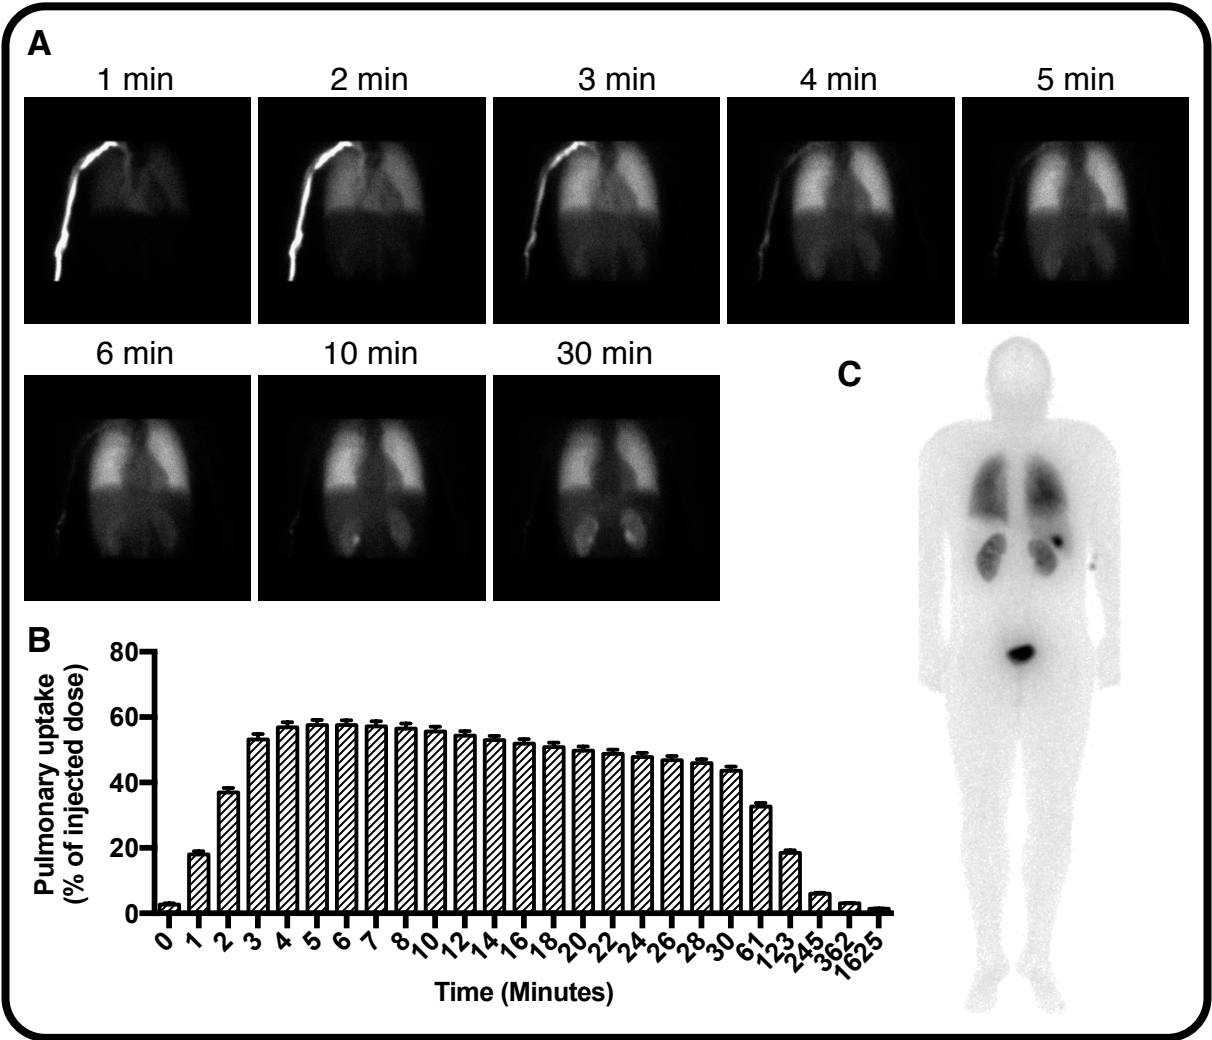 A
1 min 2 min 3 min 4 min 5 min
6 min 10 min 30 min
C
B
Pulmonary uptake
(% of injected dose)
80
60
40
20
0
0 1 2 3 4 5 6 7 8 10 12 14 16 18 20 22 24 26 28 30 61 123 245 362 1625
Time (Minutes)